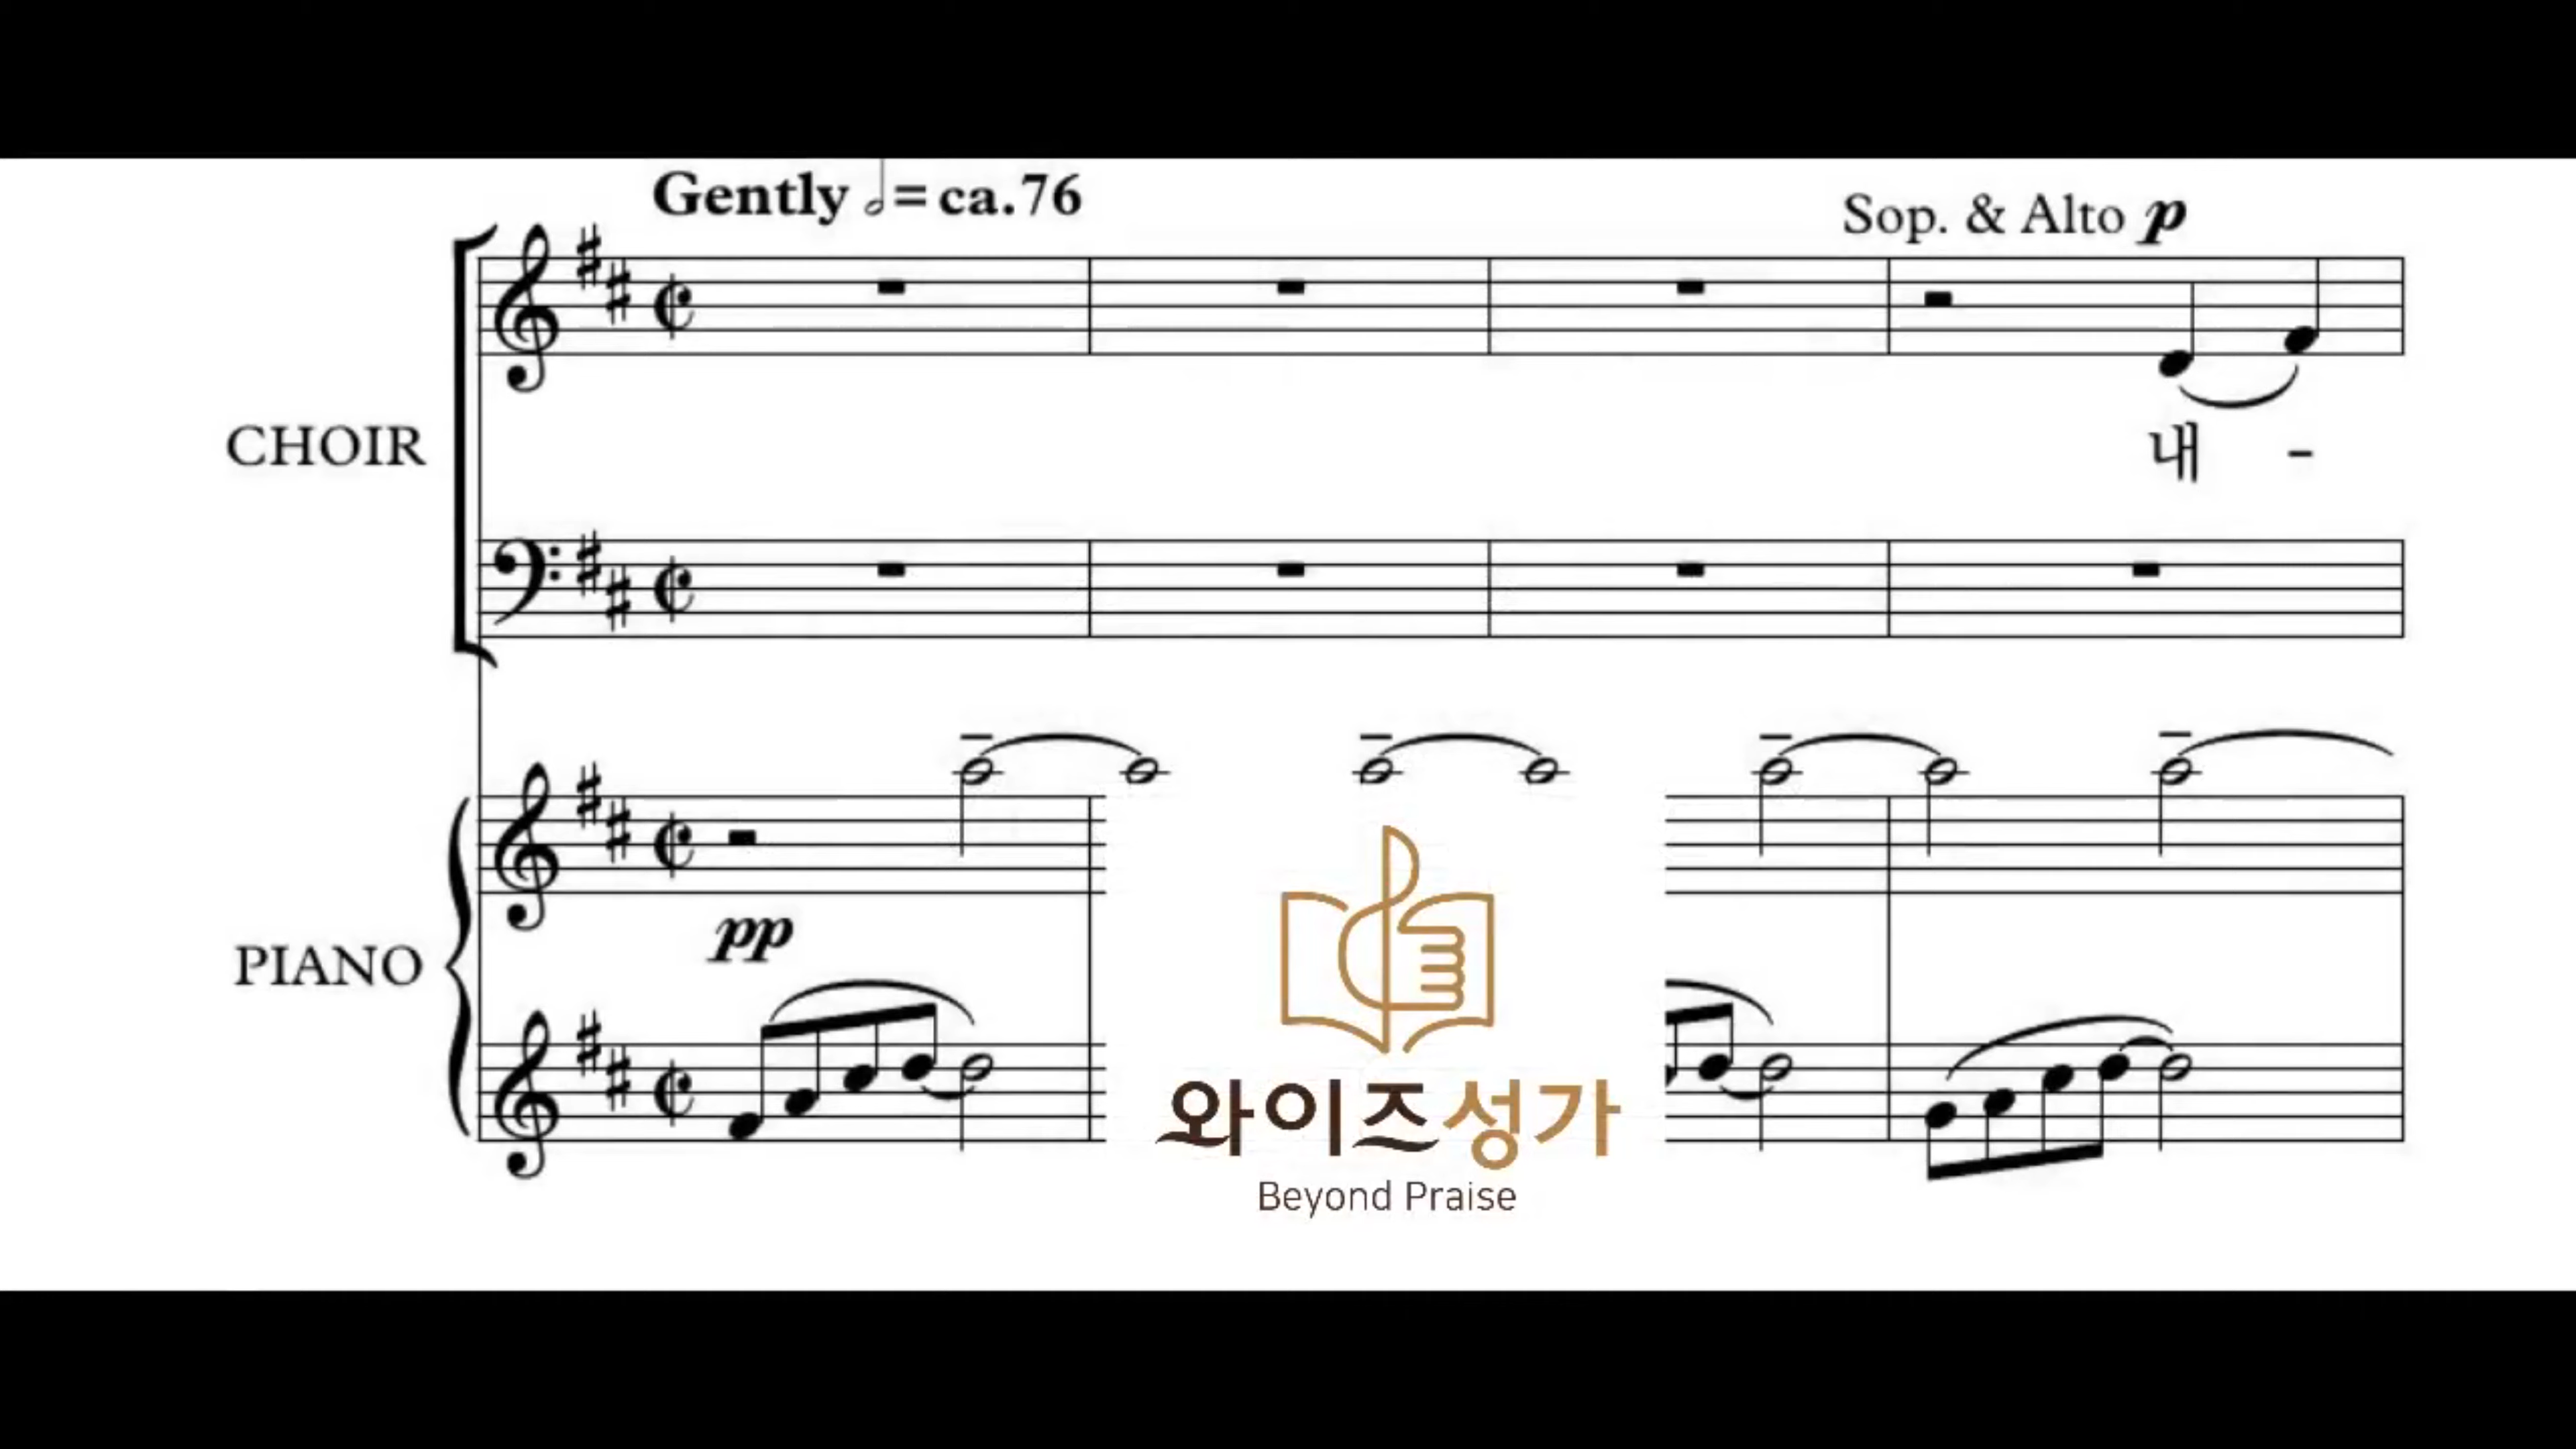 Gently 𝅗𝅥 = ca.76
Sop. & Alto p
CHOIR
내 -
pp
PIANO
와이즈성가
Beyond Praise